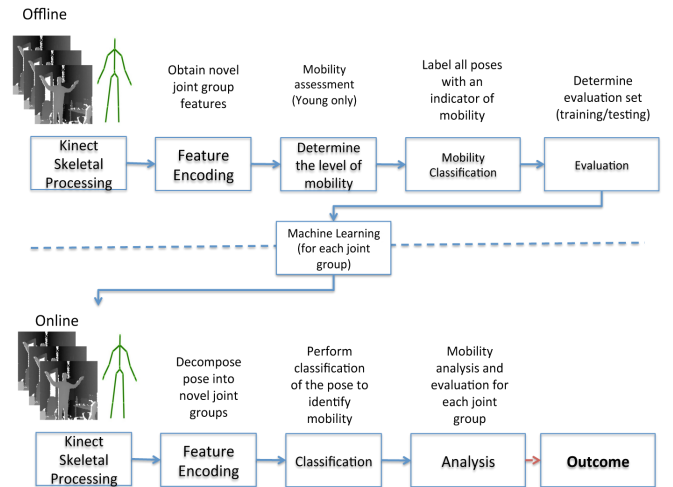 Offline
Obtain novel
joint group
features
Mobility
assessment
(Young only)
Label all poses
with an
indicator of
mobility
Determine
evaluation set
(training/testing)
Kinect
Skeletal
Processing
Feature
Encoding
Determine
the level of
mobility
Mobility
Classification
Evaluation
Machine Learning
(for each joint
group)
Online
Decompose
pose into
novel joint
groups
Perform
classification
of the pose to
identify
mobility
Mobility
analysis and
evaluation for
each joint
group
Kinect
Skeletal
Processing
Feature
Encoding
Classification
Analysis
Outcome